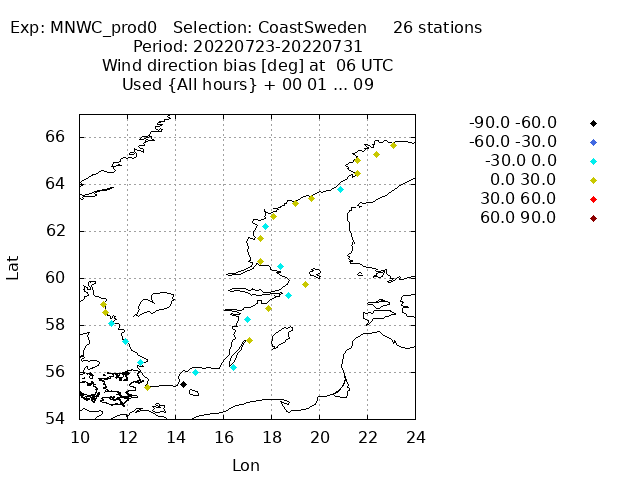 Exp: MNWC_prod0   Selection: CoastSweden     26 stations
Period: 20220723-20220731
Wind direction bias [deg] at  06 UTC
Used {All hours} + 00 01 ... 09
-90.0 -60.0
-60.0 -30.0
-30.0 0.0
0.0 30.0
30.0 60.0
60.0 90.0
66
64
62
60
58
56
54
Lat
10 12 14 16 18 20 22 24
Lon